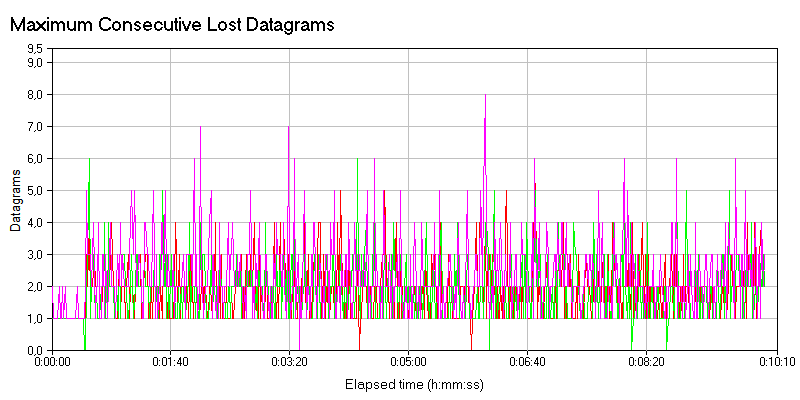 Maximum Consecutive Lost Datagrams
9,5
9,0
8,0
7,0
6,0
5,0
4,0
3,0
2,0
1,0
0,0
Datagrams
0:00:00 0:01:40 0:03:20 0:05:00 0:06:40 0:08:20 0:10:10
Elapsed time (h:mm:ss)